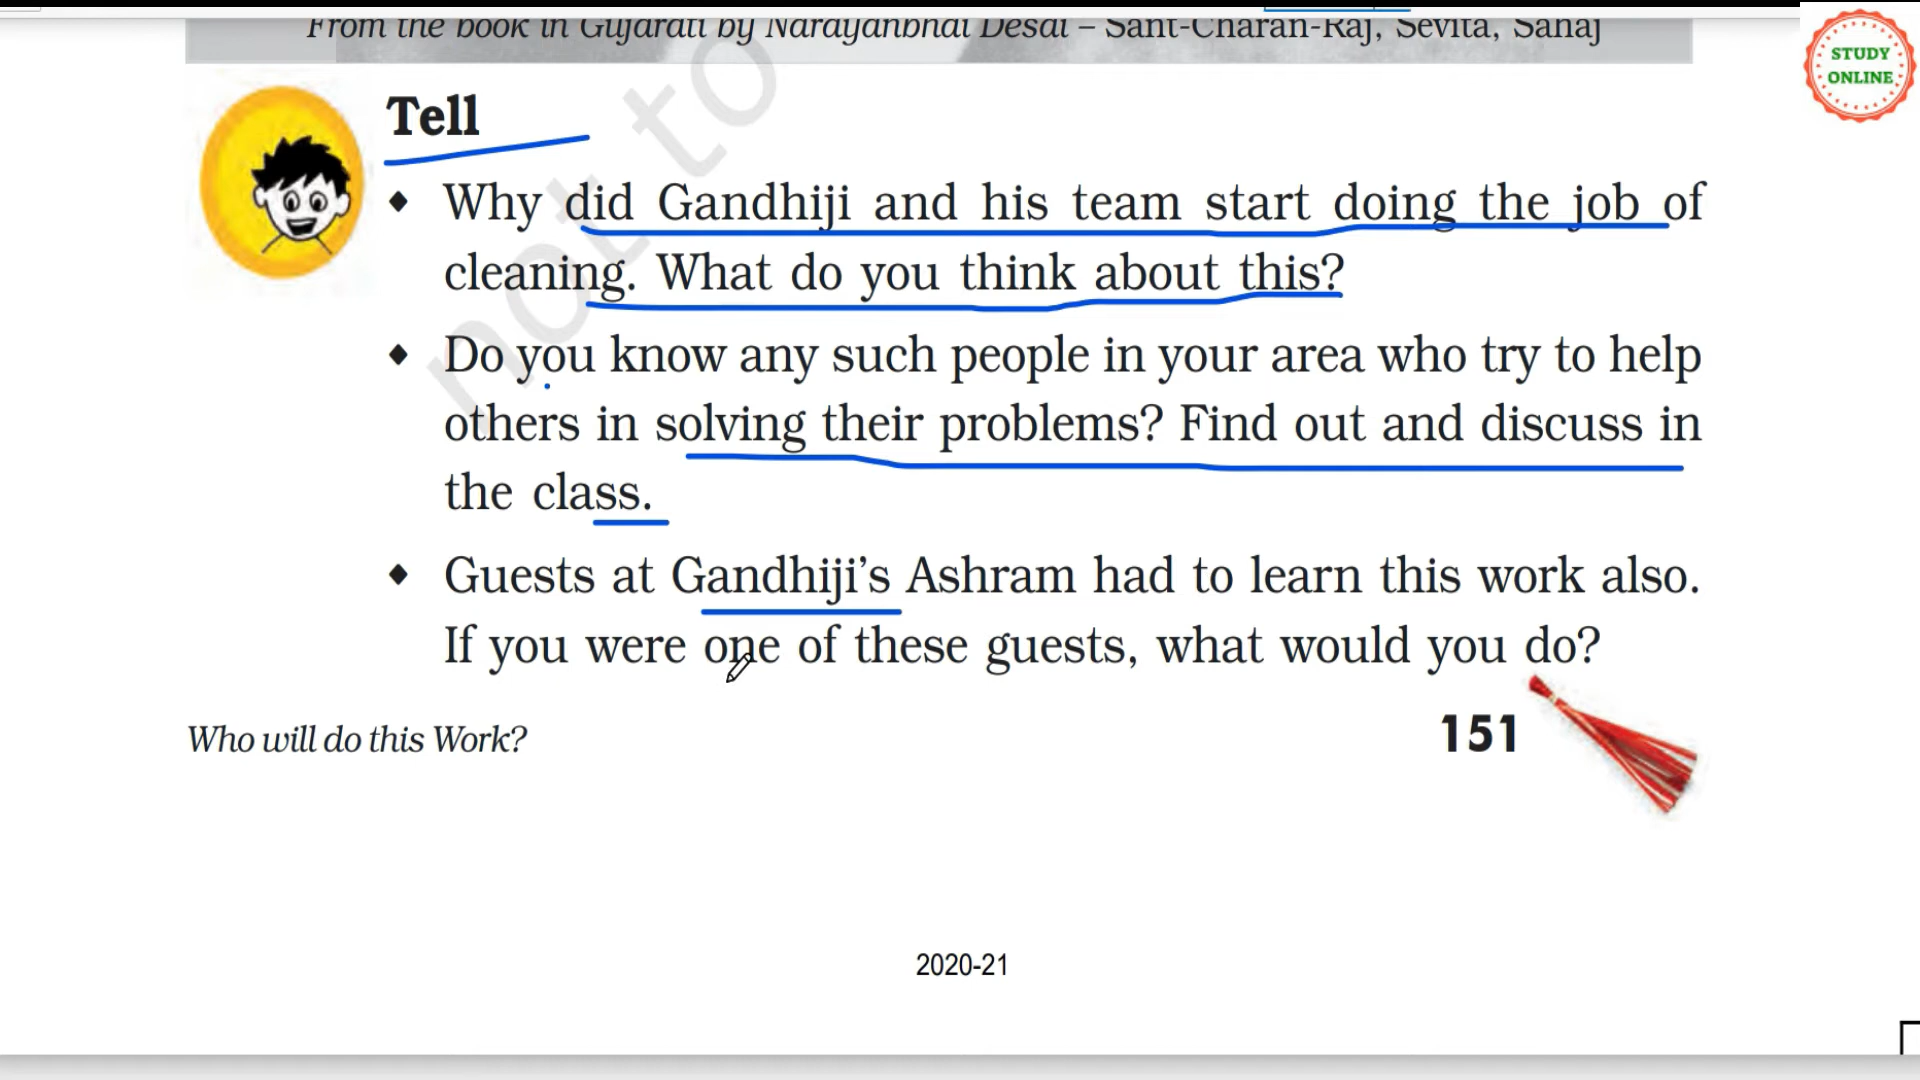 From the book in Gujarati by Narayanbhai Desai – Sant-Charan-Raj, Sevita, Sahaj
STUDY
ONLINE
Tell
♦ Why did Gandhiji and his team start doing the job of
cleaning. What do you think about this?
♦ Do you know any such people in your area who try to help
others in solving their problems? Find out and discuss in
the class.
♦ Guests at Gandhiji’s Ashram had to learn this work also.
If you were one of these guests, what would you do?
Who will do this Work?
151
2020-21
not to